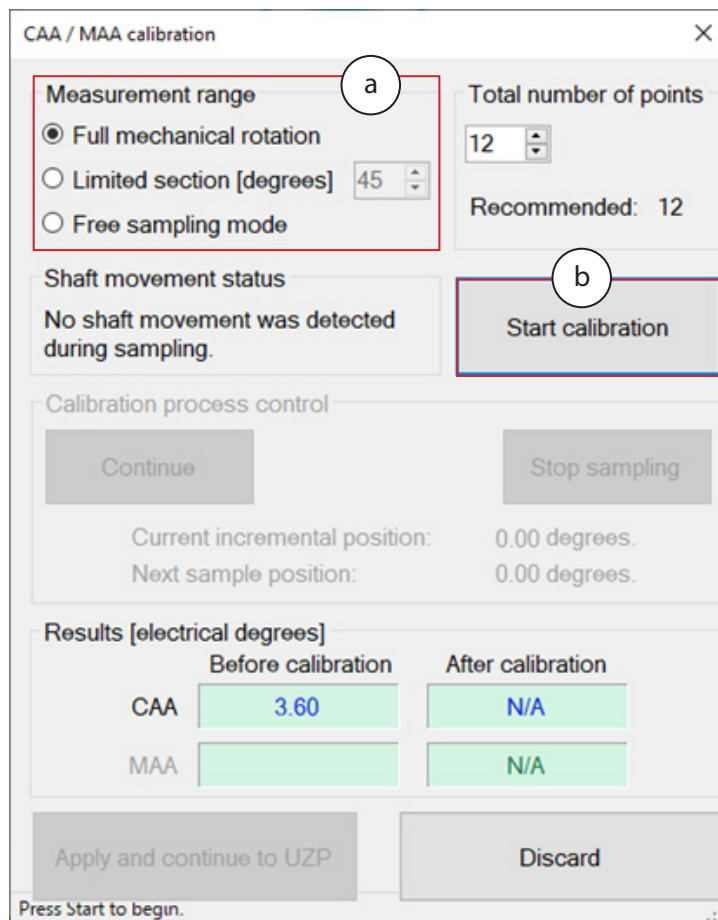 CAA / MAA calibration
a
Measurement range
Full mechanical rotation
Limited section [degrees] 45
Free sampling mode
Total number of points
12
Recommended: 12
Shaft movement status
No shaft movement was detected
during sampling.
b
Start calibration
Calibration process control
Continue
Stop sampling
Current incremental position: 0.00 degrees.
Next sample position: 0.00 degrees.
Results [electrical degrees]
Before calibration After calibration
CAA 3.60 N/A
MAA N/A
Apply and continue to UZP
Discard
Press Start to begin.